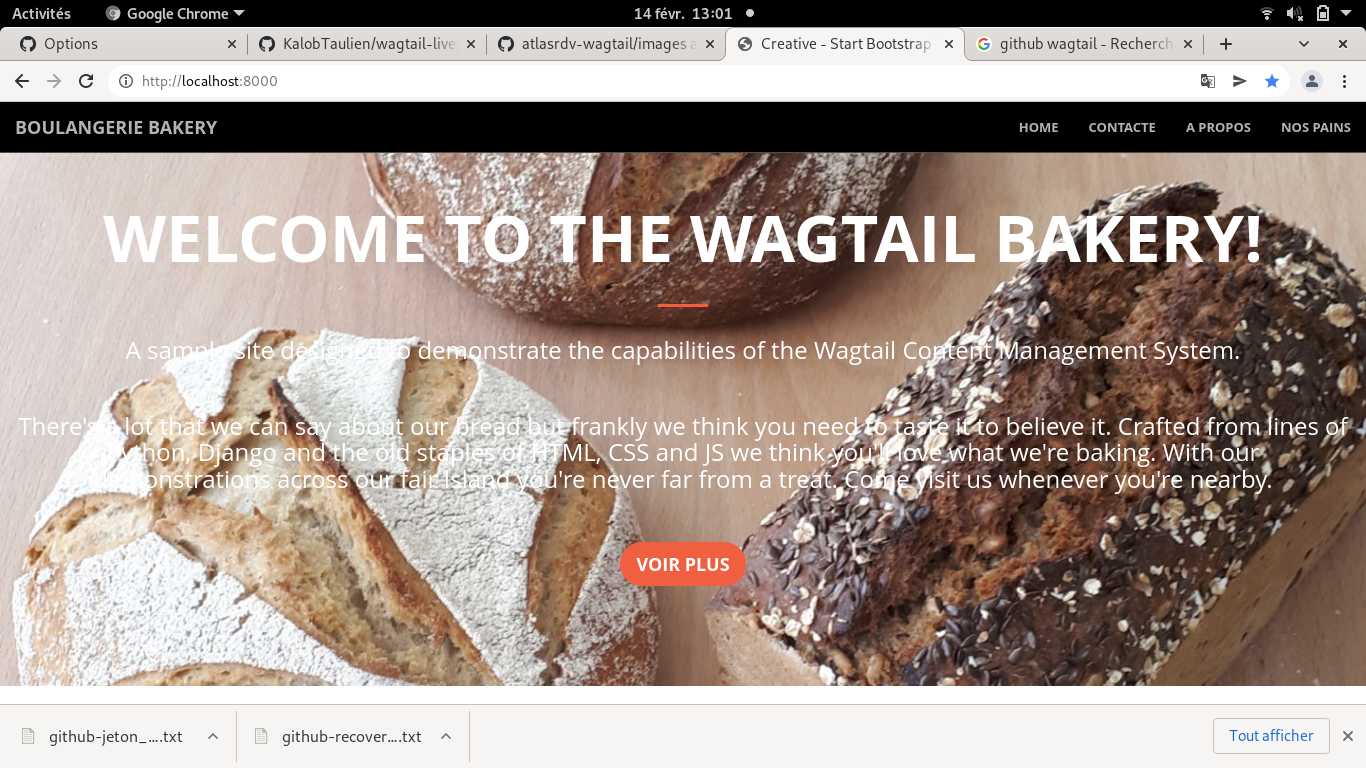 Activités Google Chrome 14 févr. 13:01
Options KalobTaulien/wagtail-live atlasrdv-wagtail/images a Creative - Start Bootstrap github wagtail - Recherch
http://localhost:8000
BOULANGERIE BAKERY HOME CONTACTE A PROPOS NOS PAINS
WELCOME TO THE WAGTAIL BAKERY!
A sample site designed to demonstrate the capabilities of the Wagtail Content Management System.
There's a lot that we can say about our bread but frankly we think you need to taste it to believe it. Crafted from lines of
Python, Django and the old staples of HTML, CSS and JS we think you'll love what we're baking. With our
demonstrations across our fair Island you're never far from a treat. Come visit us whenever you're nearby.
VOIR PLUS
github-jeton_....txt github-recover....txt Tout afficher